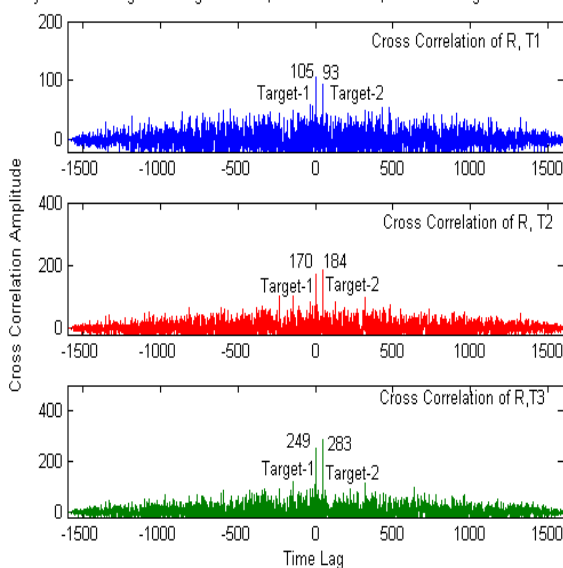 200
Cross Correlation of R, T1
105 93
100
Target-1 Target-2
0
-1500 -1000 -500 0 500 1000 1500
Cross Correlation Amplitude
400
Cross Correlation of R, T2
200
170 184
Target-1 Target-2
0
-1500 -1000 -500 0 500 1000 1500
Cross Correlation of R,T3
400
249 283
200
Target-1 Target-2
0
-1500 -1000 -500 0 500 1000 1500
Time Lag